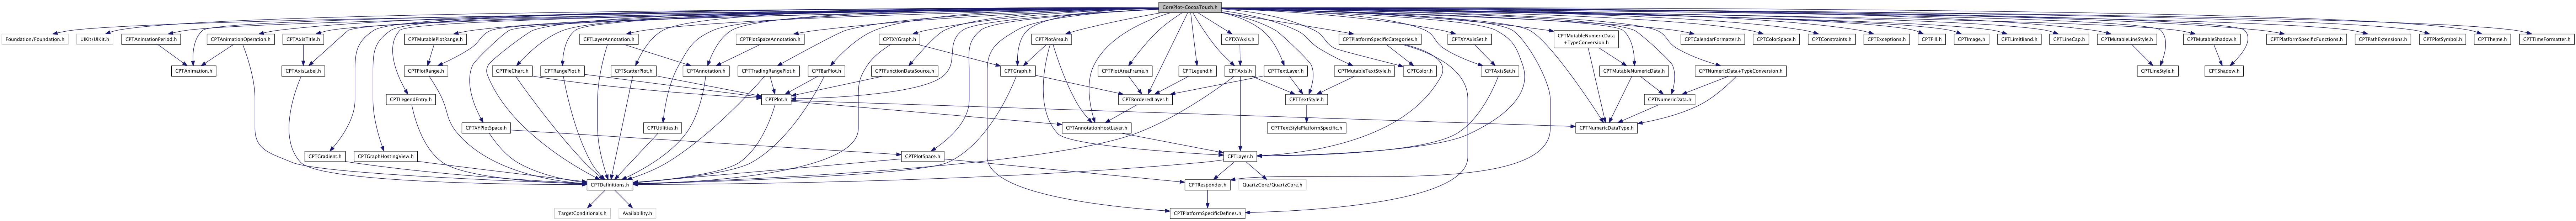 CorePlot-CocoaTouch.h
Foundation/Foundation.h
UIKit/UIKit.h
CPTAnimationPeriod.h
CPTAnimationOperation.h
CPTAxisTitle.h
CPTMutablePlotRange.h
CPTLayerAnnotation.h
CPTPlotSpaceAnnotation.h
CPTXYGraph.h
CPTPlotArea.h
CPTXYAxis.h
CPTPlatformSpecificCategories.h
CPTXYAxisSet.h
CPTMutableNumericData
+TypeConversion.h
CPTCalendarFormatter.h
CPTColorSpace.h
CPTConstraints.h
CPTExceptions.h
CPTFill.h
CPTImage.h
CPTLimitBand.h
CPTLineCap.h
CPTMutableLineStyle.h
CPTMutableShadow.h
CPTPlatformSpecificFunctions.h
CPTPathExtensions.h
CPTPlotSymbol.h
CPTTheme.h
CPTTimeFormatter.h
CPTAnimation.h
CPTAxisLabel.h
CPTPlotRange.h
CPTPieChart.h
CPTRangePlot.h
CPTScatterPlot.h
CPTAnnotation.h
CPTTradingRangePlot.h
CPTBarPlot.h
CPTFunctionDataSource.h
CPTGraph.h
CPTPlotAreaFrame.h
CPTLegend.h
CPTAxis.h
CPTTextLayer.h
CPTMutableTextStyle.h
CPTColor.h
CPTAxisSet.h
CPTMutableNumericData.h
CPTNumericData+TypeConversion.h
CPTLineStyle.h
CPTShadow.h
CPTLegendEntry.h
CPTPlot.h
CPTBorderedLayer.h
CPTTextStyle.h
CPTNumericData.h
CPTXYPlotSpace.h
CPTUtilities.h
CPTAnnotationHostLayer.h
CPTTextStylePlatformSpecific.h
CPTNumericDataType.h
CPTGradient.h
CPTGraphHostingView.h
CPTPlotSpace.h
CPTLayer.h
CPTDefinitions.h
CPTResponder.h
QuartzCore/QuartzCore.h
TargetConditionals.h
Availability.h
CPTPlatformSpecificDefines.h